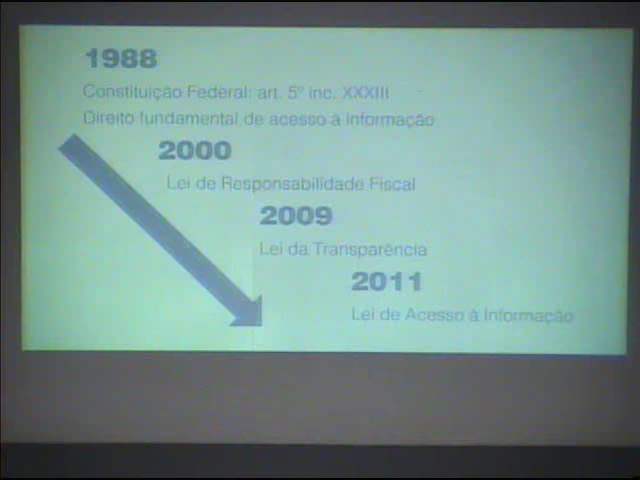 1988
Constituição Federal: art. 5º inc. XXXIII
Direito fundamental de acesso à informação
2000
Lei de Responsabilidade Fiscal
2009
Lei da Transparência
2011
Lei de Acesso à Informação